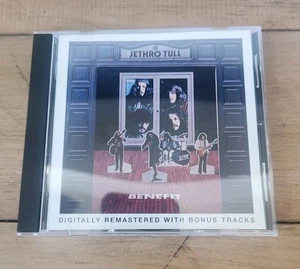 JETHRO TULL
BENEFIT
DIGITALLY REMASTERED WITH BONUS TRACKS